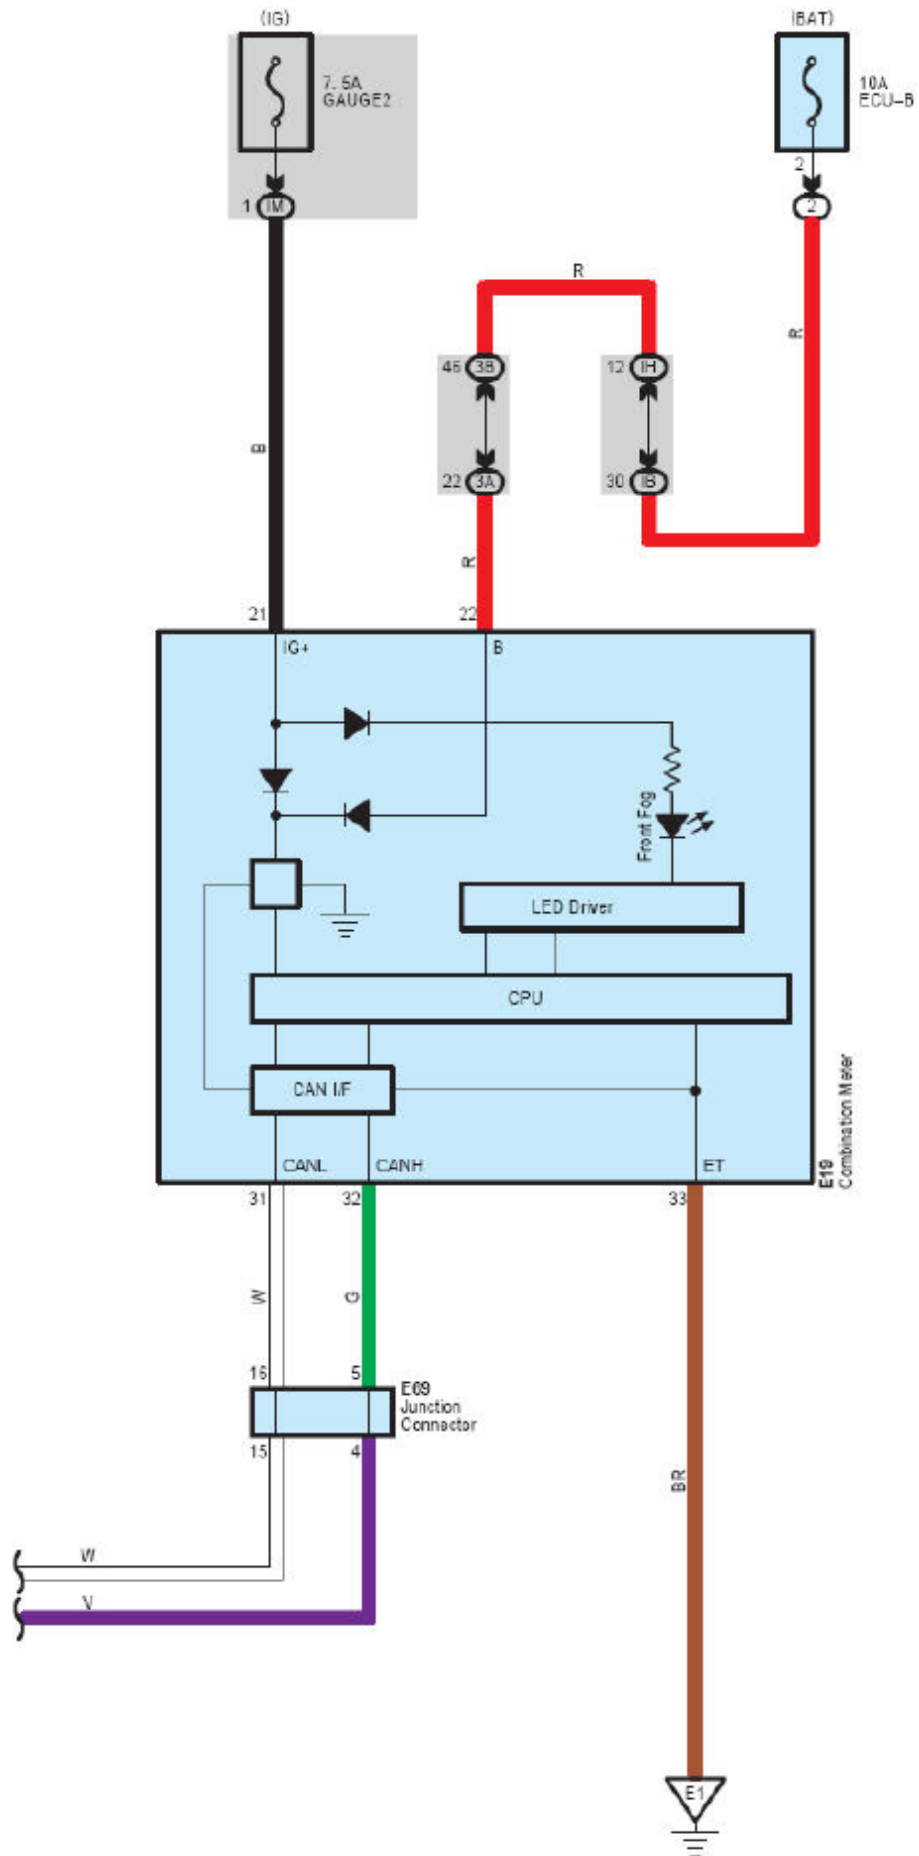 (IG)
(BAT)
7.5A
GAUGE2
10A
ECU-B
2
1 IM
2
R
R
46 3B
12 IH
B
22 3A
30 IB
R
21
22
IG+
B
Front Fog
LED Driver
CPU
CAN I/F
E19
Combination Meter
CANL
CANH
ET
31
32
33
W
G
16
5
E69
Junction
Connector
15
4
BR
W
V
E1